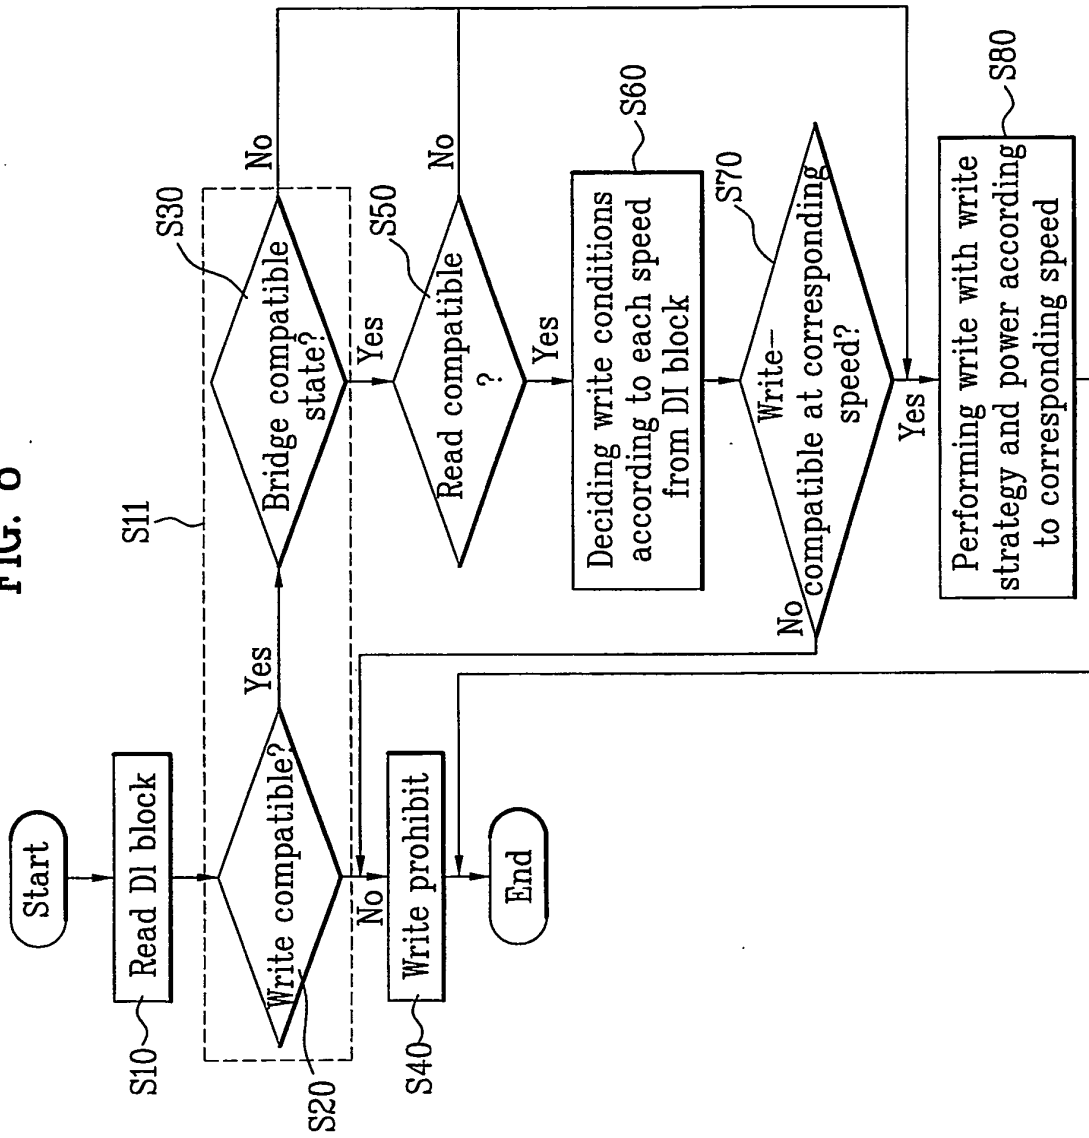 FIG. 8
Start
S10
Read DI block
S11
S20
Write compatible?
Yes
No
S30
Bridge compatible
state?
No
Yes
S40
Write prohibit
End
S50
Read compatible
?
No
Yes
S60
Deciding write conditions
according to each speed
from DI block
S70
Write-
compatible at corresponding
speed?
No
Yes
S80
Performing write with write
strategy and power according
to corresponding speed